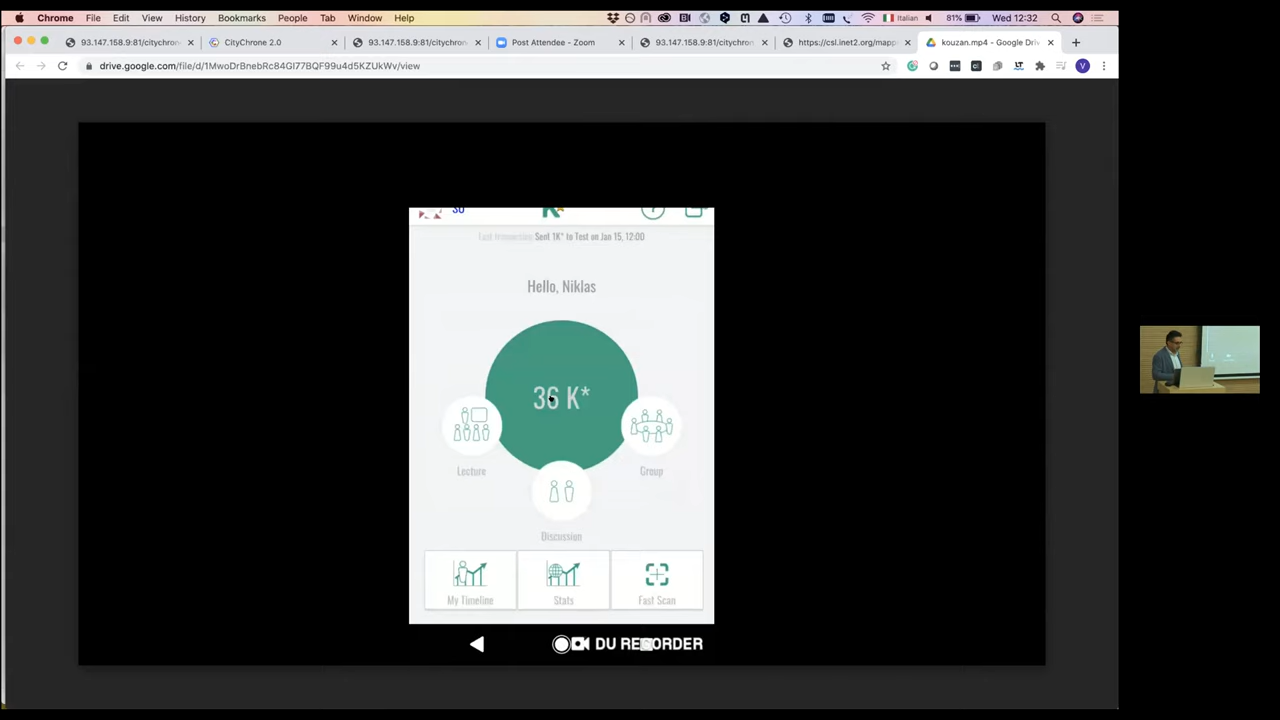 Chrome File Edit View History Bookmarks People Tab Window Help Italian 81% Wed 12:32
93.147.158.9:81/citychron CityChrone 2.0 93.147.158.9:81/citychron Post Attendee - Zoom 93.147.158.9:81/citychron https://csl.inet2.org/mapp kouzan.mp4 - Google Driv
drive.google.com/file/d/1MwoDrBnebRc84GI77BQF99u4d5KZUkWv/view V
Last transaction: Sent 1K* to Test on Jan 15, 12:00
Hello, Niklas
36 K*
Lecture Group
Discussion
My Timeline Stats Fast Scan
DU RECORDER